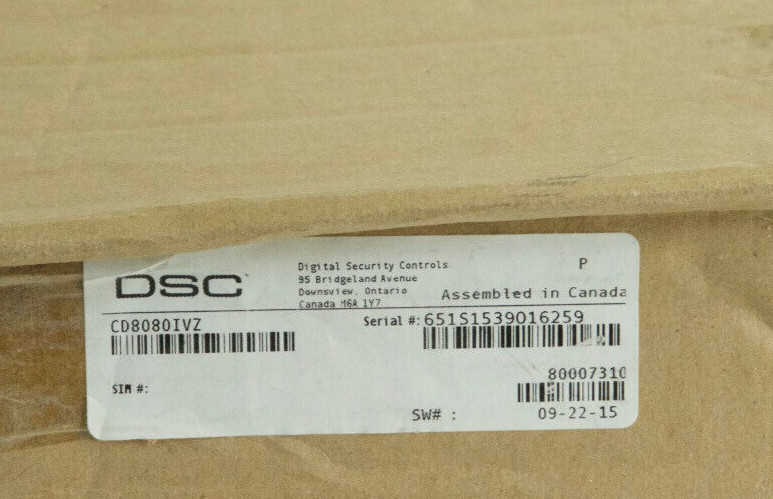 DSC
Digital Security Controls
95 Bridgeland Avenue
Downsview, Ontario
Canada M6A 1Y7
P
Assembled in Canada
CD8080IVZ
Serial #: 651S1539016259
SIM #:
80007310
SW# :
09-22-15